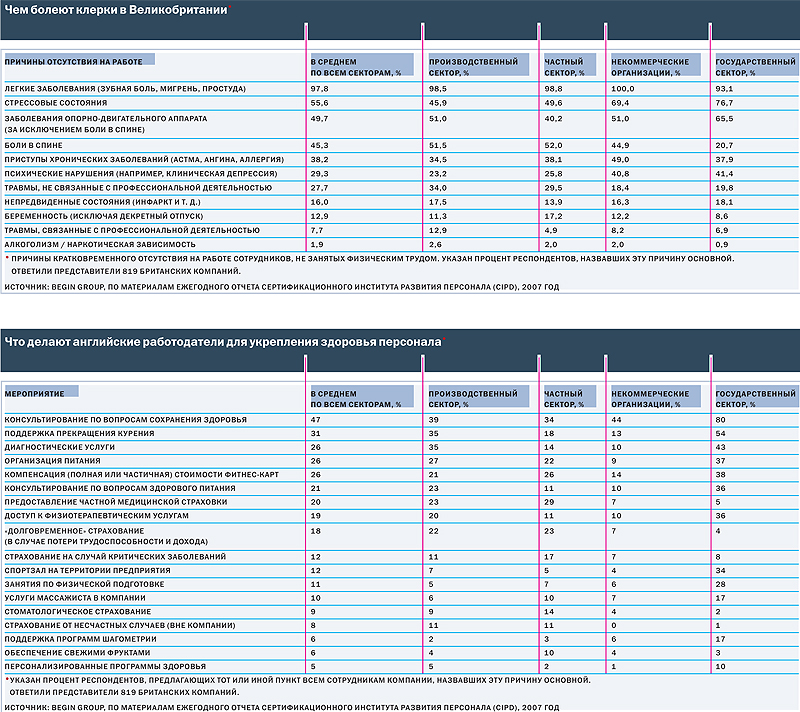 Чем болеют клерки в Великобритании*
ПРИЧИНЫ ОТСУТСТВИЯ НА РАБОТЕ В СРЕДНЕМ ПО ВСЕМ СЕКТОРАМ, % ПРОИЗВОДСТВЕННЫЙ СЕКТОР, % ЧАСТНЫЙ СЕКТОР, % НЕКОММЕРЧЕСКИЕ ОРГАНИЗАЦИИ, % ГОСУДАРСТВЕННЫЙ СЕКТОР, %
ЛЕГКИЕ ЗАБОЛЕВАНИЯ (ЗУБНАЯ БОЛЬ, МИГРЕНЬ, ПРОСТУДА) 97,8 98,5 98,8 100,0 93,1
СТРЕССОВЫЕ СОСТОЯНИЯ 55,6 45,9 49,6 69,4 76,7
ЗАБОЛЕВАНИЯ ОПОРНО-ДВИГАТЕЛЬНОГО АППАРАТА 49,7 51,0 40,2 51,0 65,5
(ЗА ИСКЛЮЧЕНИЕМ БОЛИ В СПИНЕ)
БОЛИ В СПИНЕ 45,3 51,5 52,0 44,9 20,7
ПРИСТУПЫ ХРОНИЧЕСКИХ ЗАБОЛЕВАНИЙ (АСТМА, АНГИНА, АЛЛЕРГИЯ) 38,2 34,5 38,1 49,0 37,9
ПСИХИЧЕСКИЕ НАРУШЕНИЯ (НАПРИМЕР, КЛИНИЧЕСКАЯ ДЕПРЕССИЯ) 29,3 23,2 25,8 40,8 41,4
ТРАВМЫ, НЕ СВЯЗАННЫЕ С ПРОФЕССИОНАЛЬНОЙ ДЕЯТЕЛЬНОСТЬЮ 27,7 34,0 29,5 18,4 19,8
НЕПРЕДВИДЕННЫЕ СОСТОЯНИЯ (ИНФАРКТ И Т. Д.) 16,0 17,5 13,9 16,3 18,1
БЕРЕМЕННОСТЬ (ИСКЛЮЧАЯ ДЕКРЕТНЫЙ ОТПУСК) 12,9 11,3 17,2 12,2 8,6
ТРАВМЫ, СВЯЗАННЫЕ С ПРОФЕССИОНАЛЬНОЙ ДЕЯТЕЛЬНОСТЬЮ 7,7 12,9 4,9 8,2 6,9
АЛКОГОЛИЗМ / НАРКОТИЧЕСКАЯ ЗАВИСИМОСТЬ 1,9 2,6 2,0 2,0 0,9
* ПРИЧИНЫ КРАТКОВРЕМЕННОГО ОТСУТСТВИЯ НА РАБОТЕ СОТРУДНИКОВ, НЕ ЗАНЯТЫХ ФИЗИЧЕСКИМ ТРУДОМ. УКАЗАН ПРОЦЕНТ РЕСПОНДЕНТОВ, НАЗВАВШИХ ЭТУ ПРИЧИНУ ОСНОВНОЙ.
ОТВЕТИЛИ ПРЕДСТАВИТЕЛИ 819 БРИТАНСКИХ КОМПАНИЙ.
ИСТОЧНИК: BEGIN GROUP, ПО МАТЕРИАЛАМ ЕЖЕГОДНОГО ОТЧЕТА СЕРТИФИКАЦИОННОГО ИНСТИТУТА РАЗВИТИЯ ПЕРСОНАЛА (CIPD), 2007 ГОД
Что делают английские работодатели для укрепления здоровья персонала*
МЕРОПРИЯТИЕ В СРЕДНЕМ ПО ВСЕМ СЕКТОРАМ, % ПРОИЗВОДСТВЕННЫЙ СЕКТОР, % ЧАСТНЫЙ СЕКТОР, % НЕКОММЕРЧЕСКИЕ ОРГАНИЗАЦИИ, % ГОСУДАРСТВЕННЫЙ СЕКТОР, %
КОНСУЛЬТИРОВАНИЕ ПО ВОПРОСАМ СОХРАНЕНИЯ ЗДОРОВЬЯ 47 39 34 44 80
ПОДДЕРЖКА ПРЕКРАЩЕНИЯ КУРЕНИЯ 31 35 18 13 54
ДИАГНОСТИЧЕСКИЕ УСЛУГИ 26 35 14 10 43
ОРГАНИЗАЦИЯ ПИТАНИЯ 26 27 22 9 37
КОМПЕНСАЦИЯ (ПОЛНАЯ ИЛИ ЧАСТИЧНАЯ) СТОИМОСТИ ФИТНЕС-КАРТ 26 21 26 14 38
КОНСУЛЬТИРОВАНИЕ ПО ВОПРОСАМ ЗДОРОВОГО ПИТАНИЯ 21 23 11 10 36
ПРЕДОСТАВЛЕНИЕ ЧАСТНОЙ МЕДИЦИНСКОЙ СТРАХОВКИ 20 23 29 7 5
ДОСТУП К ФИЗИОТЕРАПЕВТИЧЕСКИМ УСЛУГАМ 19 20 11 10 36
«ДОЛГОВРЕМЕННОЕ» СТРАХОВАНИЕ 18 22 23 7 4
(В СЛУЧАЕ ПОТЕРИ ТРУДОСПОСОБНОСТИ И ДОХОДА)
СТРАХОВАНИЕ НА СЛУЧАЙ КРИТИЧЕСКИХ ЗАБОЛЕВАНИЙ 12 11 17 7 8
СПОРТЗАЛ НА ТЕРРИТОРИИ ПРЕДПРИЯТИЯ 12 7 5 4 34
ЗАНЯТИЯ ПО ФИЗИЧЕСКОЙ ПОДГОТОВКЕ 11 5 7 6 28
УСЛУГИ МАССАЖИСТА В КОМПАНИИ 10 6 10 7 17
СТОМАТОЛОГИЧЕСКОЕ СТРАХОВАНИЕ 9 9 14 4 2
СТРАХОВАНИЕ ОТ НЕСЧАСТНЫХ СЛУЧАЕВ (ВНЕ КОМПАНИИ) 8 11 11 0 1
ПОДДЕРЖКА ПРОГРАММ ШАГОМЕТРИИ 6 2 3 6 17
ОБЕСПЕЧЕНИЕ СВЕЖИМИ ФРУКТАМИ 6 4 10 4 3
ПЕРСОНАЛИЗИРОВАННЫЕ ПРОГРАММЫ ЗДОРОВЬЯ 5 5 2 1 10
*УКАЗАН ПРОЦЕНТ РЕСПОНДЕНТОВ, ПРЕДЛАГАЮЩИХ ТОТ ИЛИ ИНОЙ ПУНКТ ВСЕМ СОТРУДНИКАМ КОМПАНИИ, НАЗВАВШИХ ЭТУ ПРИЧИНУ ОСНОВНОЙ.
ОТВЕТИЛИ ПРЕДСТАВИТЕЛИ 819 БРИТАНСКИХ КОМПАНИЙ.
ИСТОЧНИК: BEGIN GROUP, ПО МАТЕРИАЛАМ ЕЖЕГОДНОГО ОТЧЕТА СЕРТИФИКАЦИОННОГО ИНСТИТУТА РАЗВИТИЯ ПЕРСОНАЛА (CIPD), 2007 ГОД